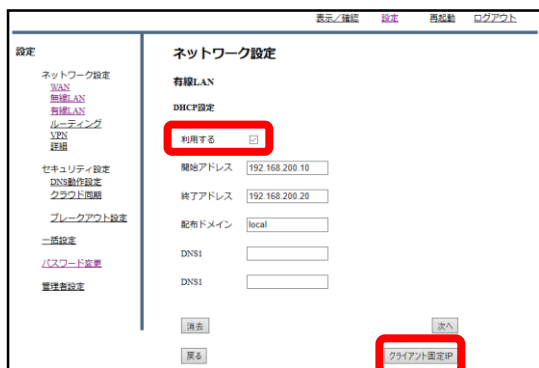 表示／確認 設定 再起動 ログアウト
設定
ネットワーク設定
WAN
無線LAN
有線LAN
ルーティング
VPN
詳細
セキュリティ設定
DNS動作設定
クラウド同期
ブレークアウト設定
一括設定
パスワード変更
管理者設定
ネットワーク設定
有線LAN
DHCP設定
利用する
開始アドレス 192.168.200.10
終了アドレス 192.168.200.20
配布ドメイン local
DNS1
DNS1
消去 次へ
戻る クライアント固定IP